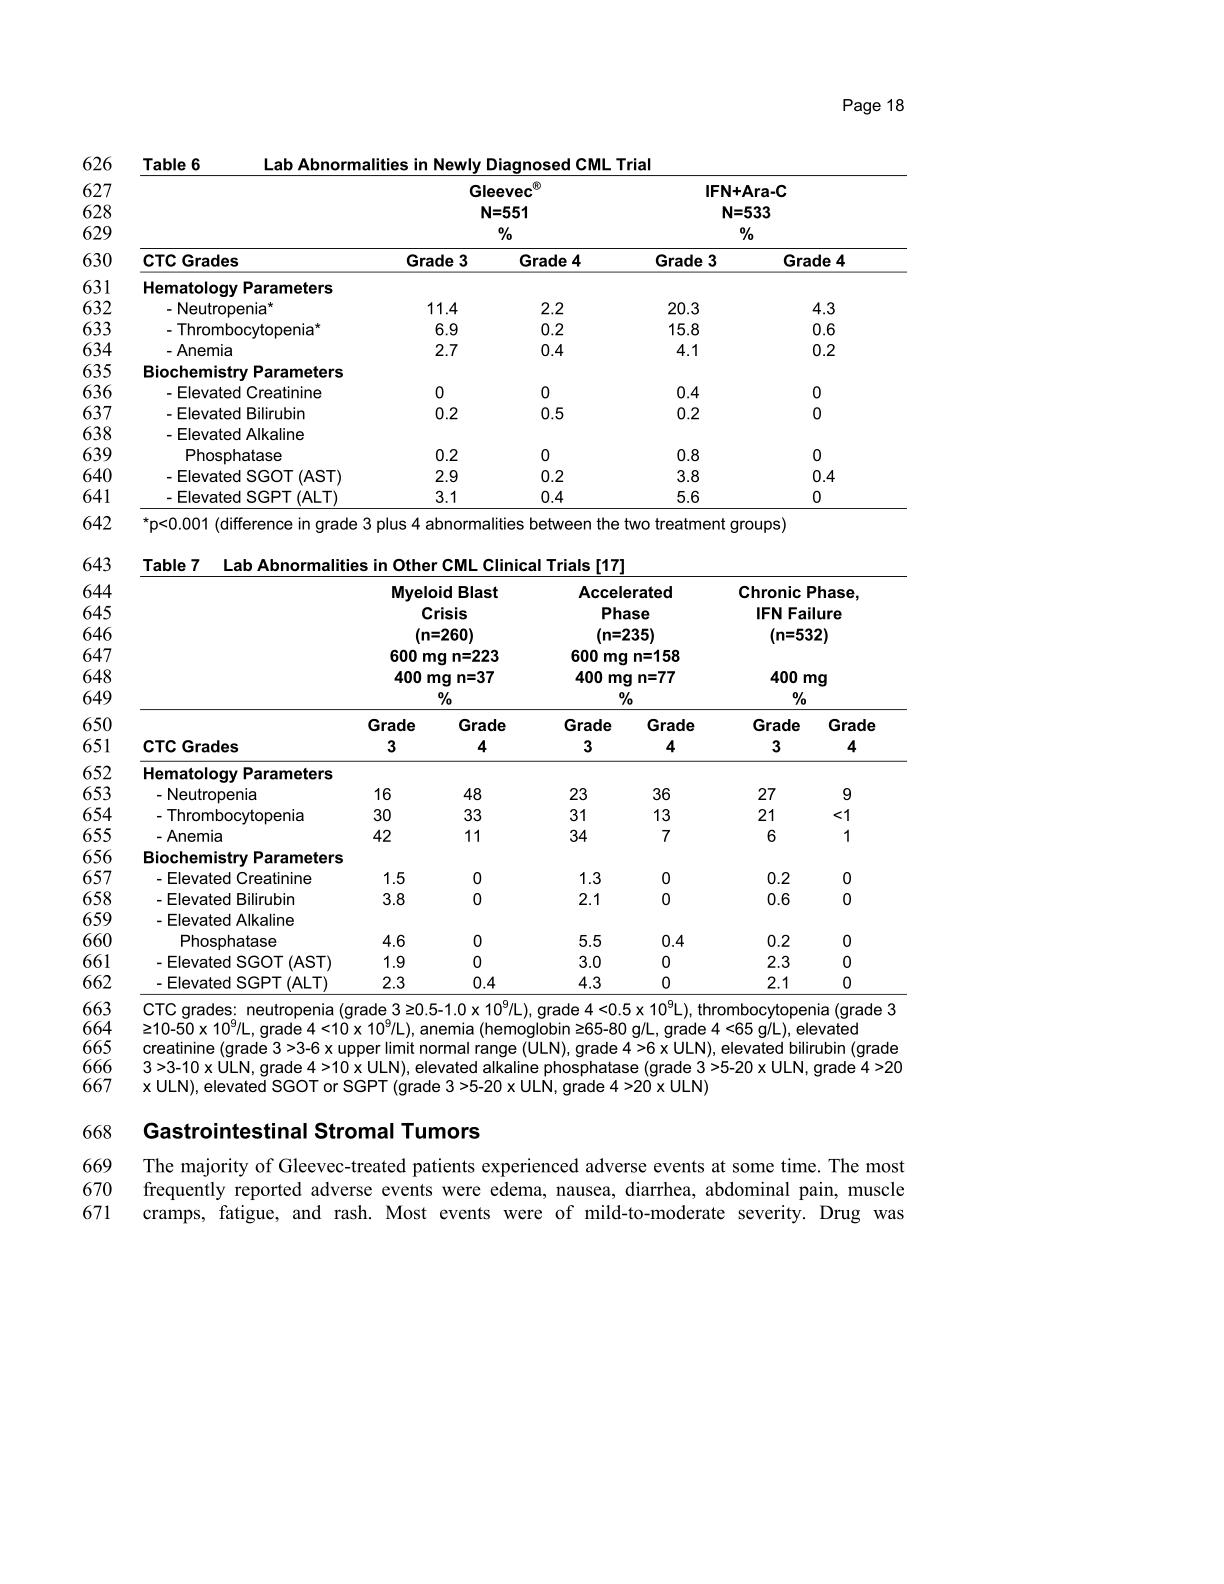 Page 18
626 Table 6 Lab Abnormalities in Newly Diagnosed CML Trial
627 Gleevec® IFN+Ara-C
628 N=551 N=533
629 % %
630 CTC Grades Grade 3 Grade 4 Grade 3 Grade 4
631 Hematology Parameters
632 - Neutropenia* 11.4 2.2 20.3 4.3
633 - Thrombocytopenia* 6.9 0.2 15.8 0.6
634 - Anemia 2.7 0.4 4.1 0.2
635 Biochemistry Parameters
636 - Elevated Creatinine 0 0 0.4 0
637 - Elevated Bilirubin 0.2 0.5 0.2 0
638 - Elevated Alkaline
639 Phosphatase 0.2 0 0.8 0
640 - Elevated SGOT (AST) 2.9 0.2 3.8 0.4
641 - Elevated SGPT (ALT) 3.1 0.4 5.6 0
642 *p<0.001 (difference in grade 3 plus 4 abnormalities between the two treatment groups)
643 Table 7 Lab Abnormalities in Other CML Clinical Trials [17]
644 Myeloid Blast Accelerated Chronic Phase,
645 Crisis Phase IFN Failure
646 (n=260) (n=235) (n=532)
647 600 mg n=223 600 mg n=158
648 400 mg n=37 400 mg n=77 400 mg
649 % % %
650 Grade Grade Grade Grade Grade Grade
651 CTC Grades 3 4 3 4 3 4
652 Hematology Parameters
653 - Neutropenia 16 48 23 36 27 9
654 - Thrombocytopenia 30 33 31 13 21 <1
655 - Anemia 42 11 34 7 6 1
656 Biochemistry Parameters
657 - Elevated Creatinine 1.5 0 1.3 0 0.2 0
658 - Elevated Bilirubin 3.8 0 2.1 0 0.6 0
659 - Elevated Alkaline
660 Phosphatase 4.6 0 5.5 0.4 0.2 0
661 - Elevated SGOT (AST) 1.9 0 3.0 0 2.3 0
662 - Elevated SGPT (ALT) 2.3 0.4 4.3 0 2.1 0
663 CTC grades: neutropenia (grade 3 ≥0.5-1.0 x 10⁹/L), grade 4 <0.5 x 10⁹L), thrombocytopenia (grade 3
664 ≥10-50 x 10⁹/L, grade 4 <10 x 10⁹/L), anemia (hemoglobin ≥65-80 g/L, grade 4 <65 g/L), elevated
665 creatinine (grade 3 >3-6 x upper limit normal range (ULN), grade 4 >6 x ULN), elevated bilirubin (grade
666 3 >3-10 x ULN, grade 4 >10 x ULN), elevated alkaline phosphatase (grade 3 >5-20 x ULN, grade 4 >20
667 x ULN), elevated SGOT or SGPT (grade 3 >5-20 x ULN, grade 4 >20 x ULN)
668 Gastrointestinal Stromal Tumors
669 The majority of Gleevec-treated patients experienced adverse events at some time. The most
670 frequently reported adverse events were edema, nausea, diarrhea, abdominal pain, muscle
671 cramps, fatigue, and rash. Most events were of mild-to-moderate severity. Drug was